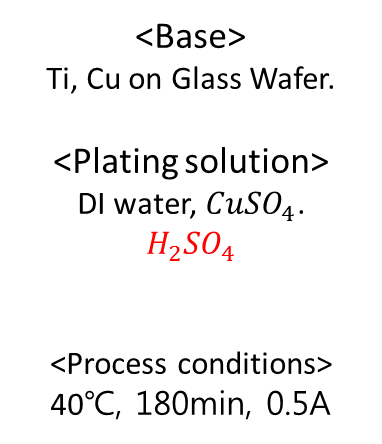 <Base>
Ti, Cu on Glass Wafer.
<Plating solution>
DI water, CuSO₄.
H₂SO₄
<Process conditions>
40℃, 180min, 0.5A